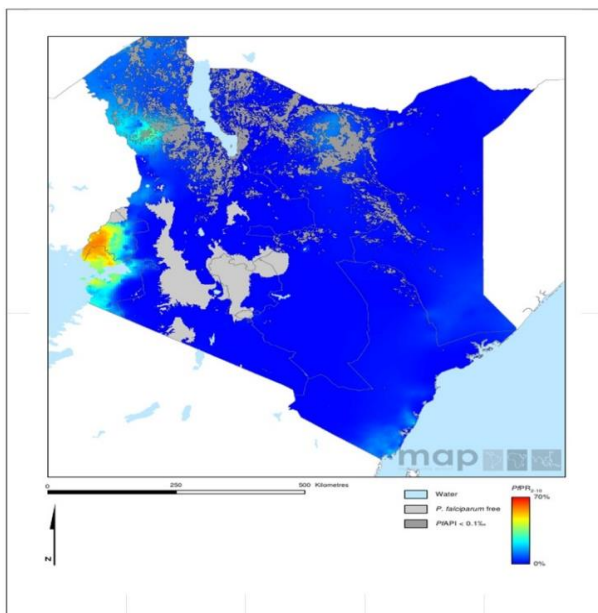 map
0
250
500 Kilometres
Water
P. falciparum free
PfAPI < 0.1‰
PfPR2-10
70%
0%
N